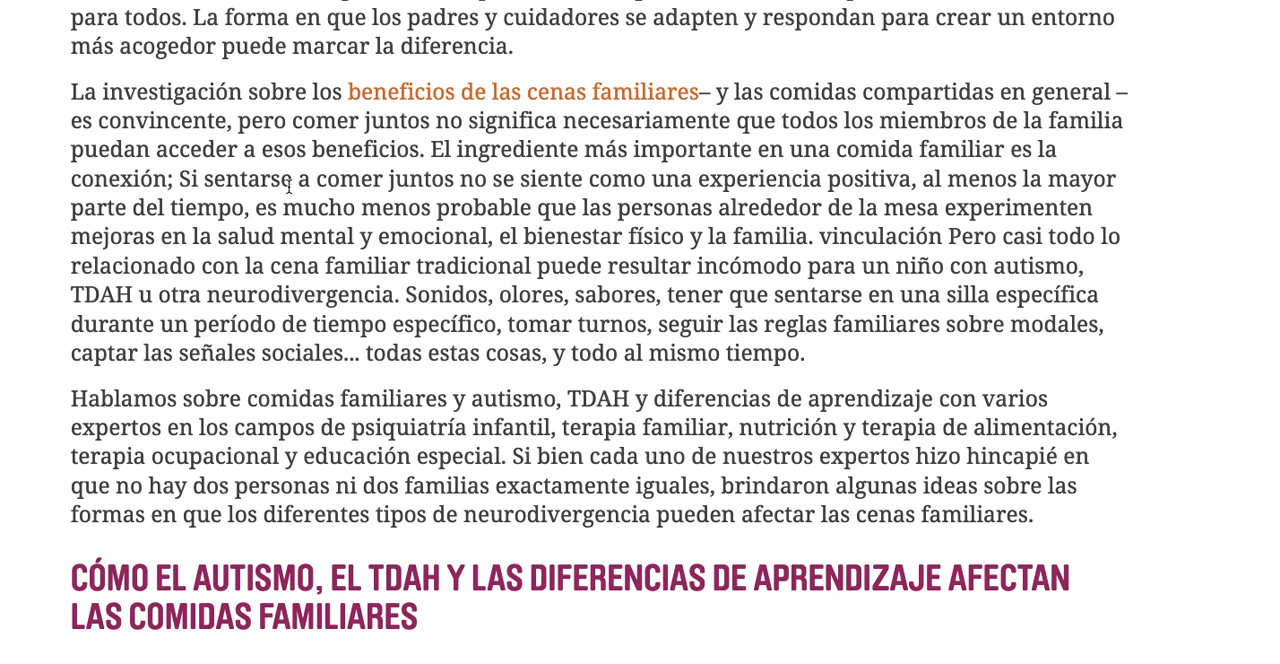 para todos. La forma en que los padres y cuidadores se adapten y respondan para crear un entorno
más acogedor puede marcar la diferencia.
La investigación sobre los beneficios de las cenas familiares– y las comidas compartidas en general –
es convincente, pero comer juntos no significa necesariamente que todos los miembros de la familia
puedan acceder a esos beneficios. El ingrediente más importante en una comida familiar es la
conexión; Si sentarse a comer juntos no se siente como una experiencia positiva, al menos la mayor
parte del tiempo, es mucho menos probable que las personas alrededor de la mesa experimenten
mejoras en la salud mental y emocional, el bienestar físico y la familia. vinculación Pero casi todo lo
relacionado con la cena familiar tradicional puede resultar incómodo para un niño con autismo,
TDAH u otra neurodivergencia. Sonidos, olores, sabores, tener que sentarse en una silla específica
durante un período de tiempo específico, tomar turnos, seguir las reglas familiares sobre modales,
captar las señales sociales... todas estas cosas, y todo al mismo tiempo.
Hablamos sobre comidas familiares y autismo, TDAH y diferencias de aprendizaje con varios
expertos en los campos de psiquiatría infantil, terapia familiar, nutrición y terapia de alimentación,
terapia ocupacional y educación especial. Si bien cada uno de nuestros expertos hizo hincapié en
que no hay dos personas ni dos familias exactamente iguales, brindaron algunas ideas sobre las
formas en que los diferentes tipos de neurodivergencia pueden afectar las cenas familiares.
CÓMO EL AUTISMO, EL TDAH Y LAS DIFERENCIAS DE APRENDIZAJE AFECTAN
LAS COMIDAS FAMILIARES